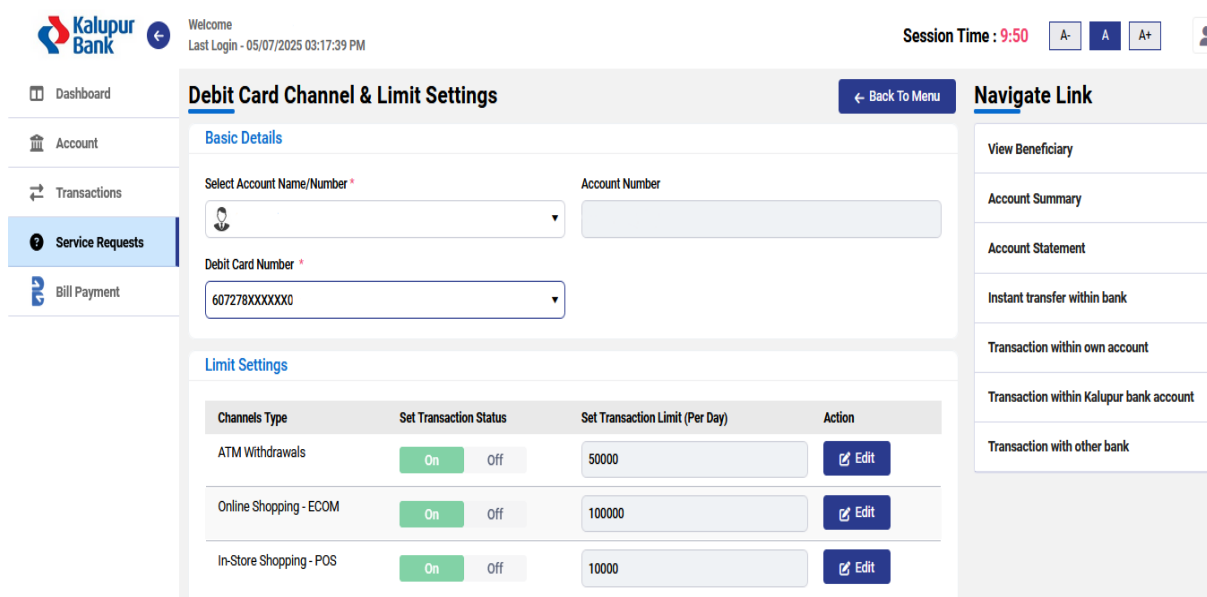 Kalupur
Bank
Welcome
Last Login - 05/07/2025 03:17:39 PM
Session Time : 9:50
A-
A
A+
Dashboard
Account
Transactions
Service Requests
Bill Payment
Debit Card Channel & Limit Settings
← Back To Menu
Basic Details
Select Account Name/Number *
Account Number
Debit Card Number *
607278XXXXXX0
Limit Settings
Channels Type Set Transaction Status Set Transaction Limit (Per Day) Action
ATM Withdrawals On Off 50000 Edit
Online Shopping - ECOM On Off 100000 Edit
In-Store Shopping - POS On Off 10000 Edit
Navigate Link
View Beneficiary
Account Summary
Account Statement
Instant transfer within bank
Transaction within own account
Transaction within Kalupur bank account
Transaction with other bank